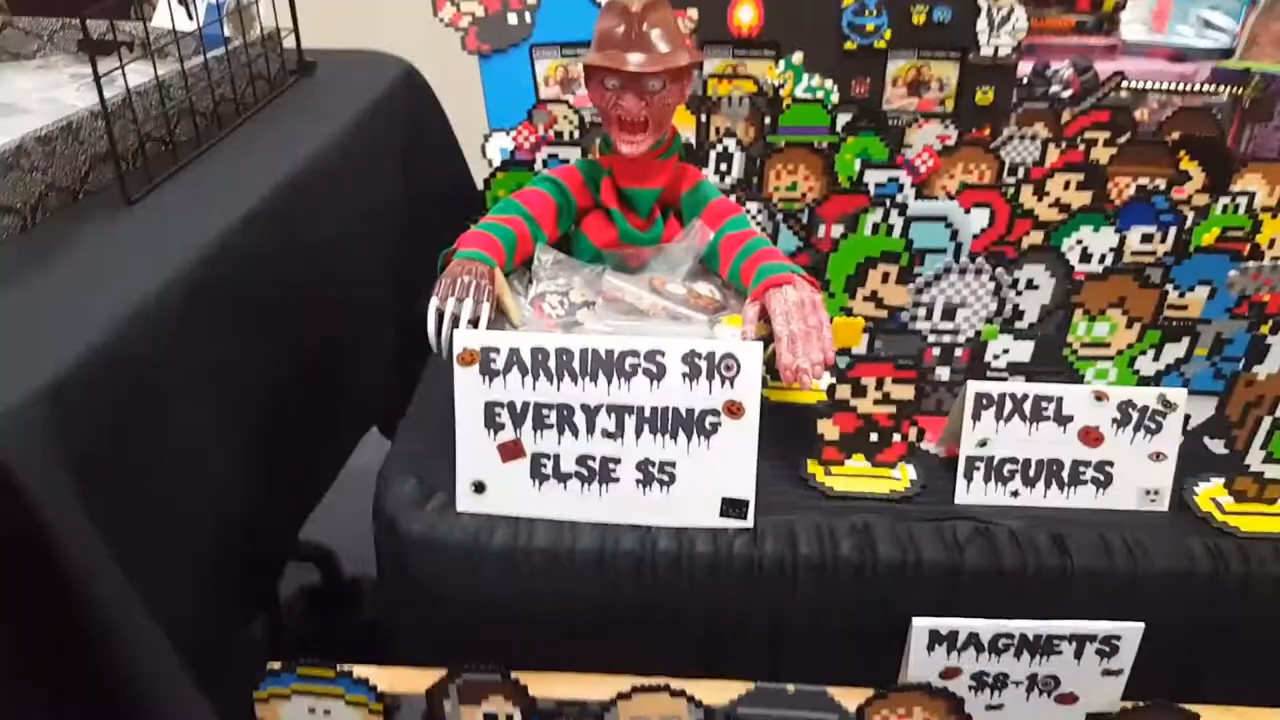 EARRINGS $10
EVERYTHING
ELSE $5
PIXEL $15
FIGURES
MAGNETS
$8-10